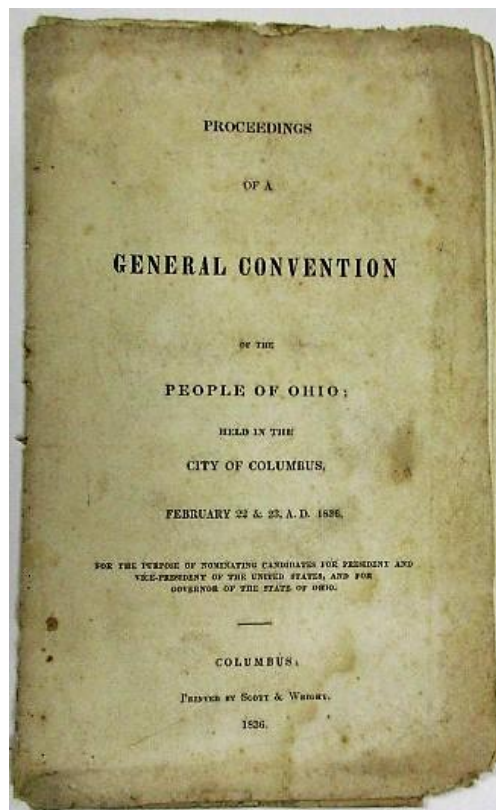 PROCEEDINGS
OF A
GENERAL CONVENTION
OF THE
PEOPLE OF OHIO;
HELD IN THE
CITY OF COLUMBUS,
FEBRUARY 22 & 23, A. D. 1836,
FOR THE PURPOSE OF NOMINATING CANDIDATES FOR PRESIDENT AND
VICE-PRESIDENT OF THE UNITED STATES, AND FOR
GOVERNOR OF THE STATE OF OHIO.
COLUMBUS:
PRINTED BY SCOTT & WRIGHT.
1836.